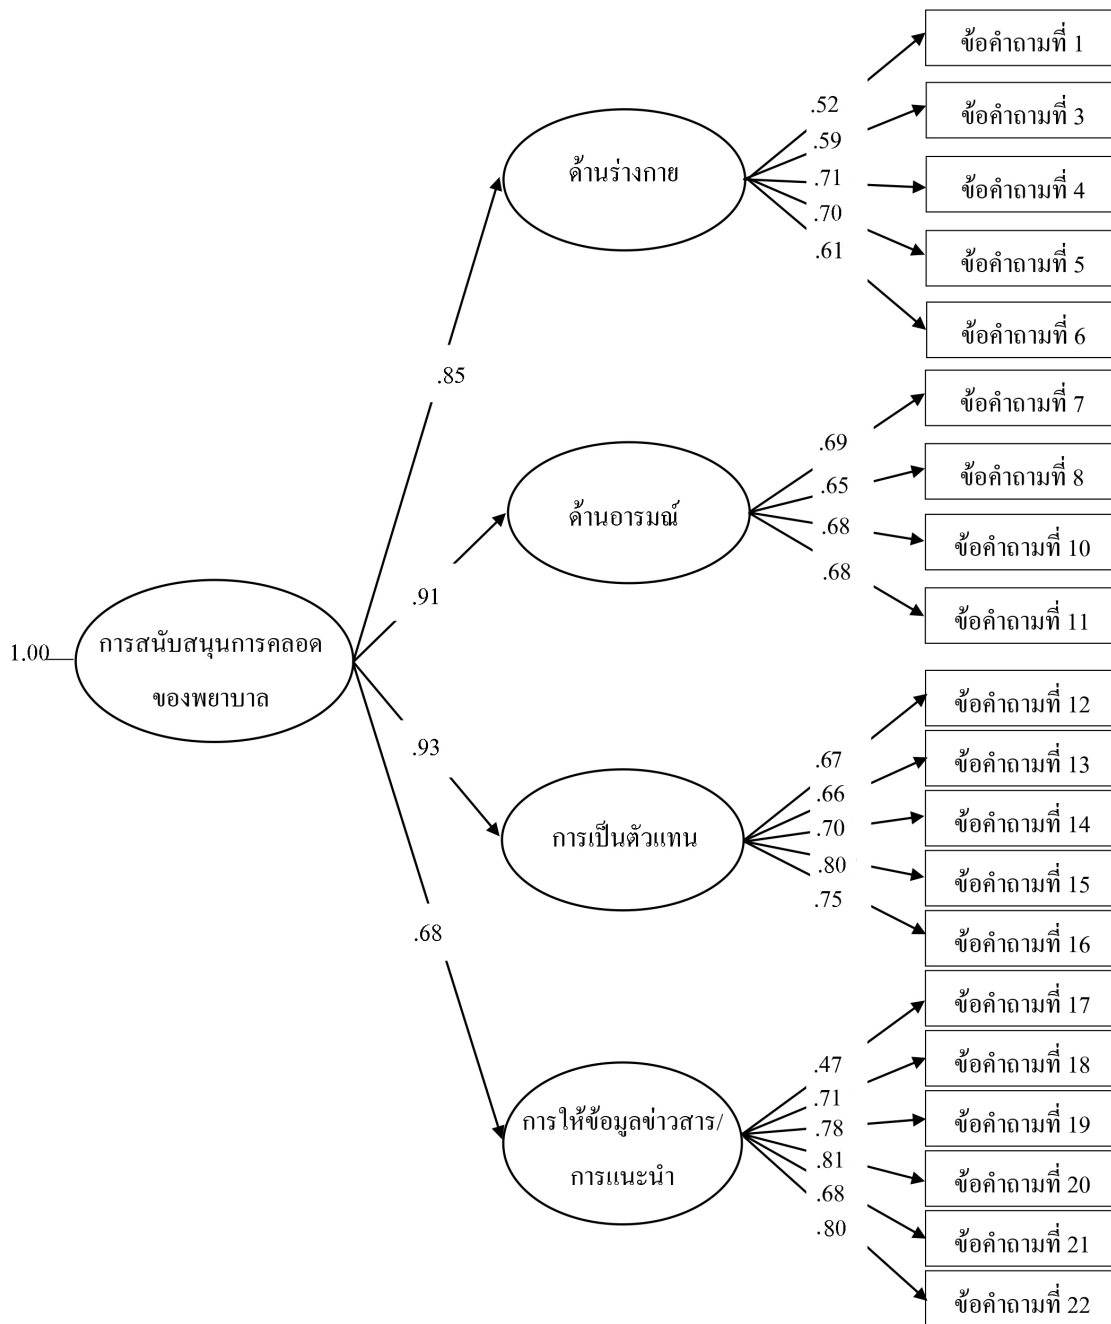 ข้อคำถามที่ 1
.52
ข้อคำถามที่ 3
.59
ด้านร่างกาย
.71
ข้อคำถามที่ 4
.70
ข้อคำถามที่ 5
.61
ข้อคำถามที่ 6
.85
ข้อคำถามที่ 7
.69
ข้อคำถามที่ 8
.65
ด้านอารมณ์
.68
ข้อคำถามที่ 10
.68
ข้อคำถามที่ 11
.91
1.00
การสนับสนุนการคลอด
ของพยาบาล
ข้อคำถามที่ 12
.93
.67
ข้อคำถามที่ 13
.66
การเป็นตัวแทน
.70
ข้อคำถามที่ 14
.80
ข้อคำถามที่ 15
.75
ข้อคำถามที่ 16
.68
ข้อคำถามที่ 17
.47
ข้อคำถามที่ 18
.71
การให้ข้อมูลข่าวสาร/
การแนะนำ
.78
ข้อคำถามที่ 19
.81
ข้อคำถามที่ 20
.68
ข้อคำถามที่ 21
.80
ข้อคำถามที่ 22